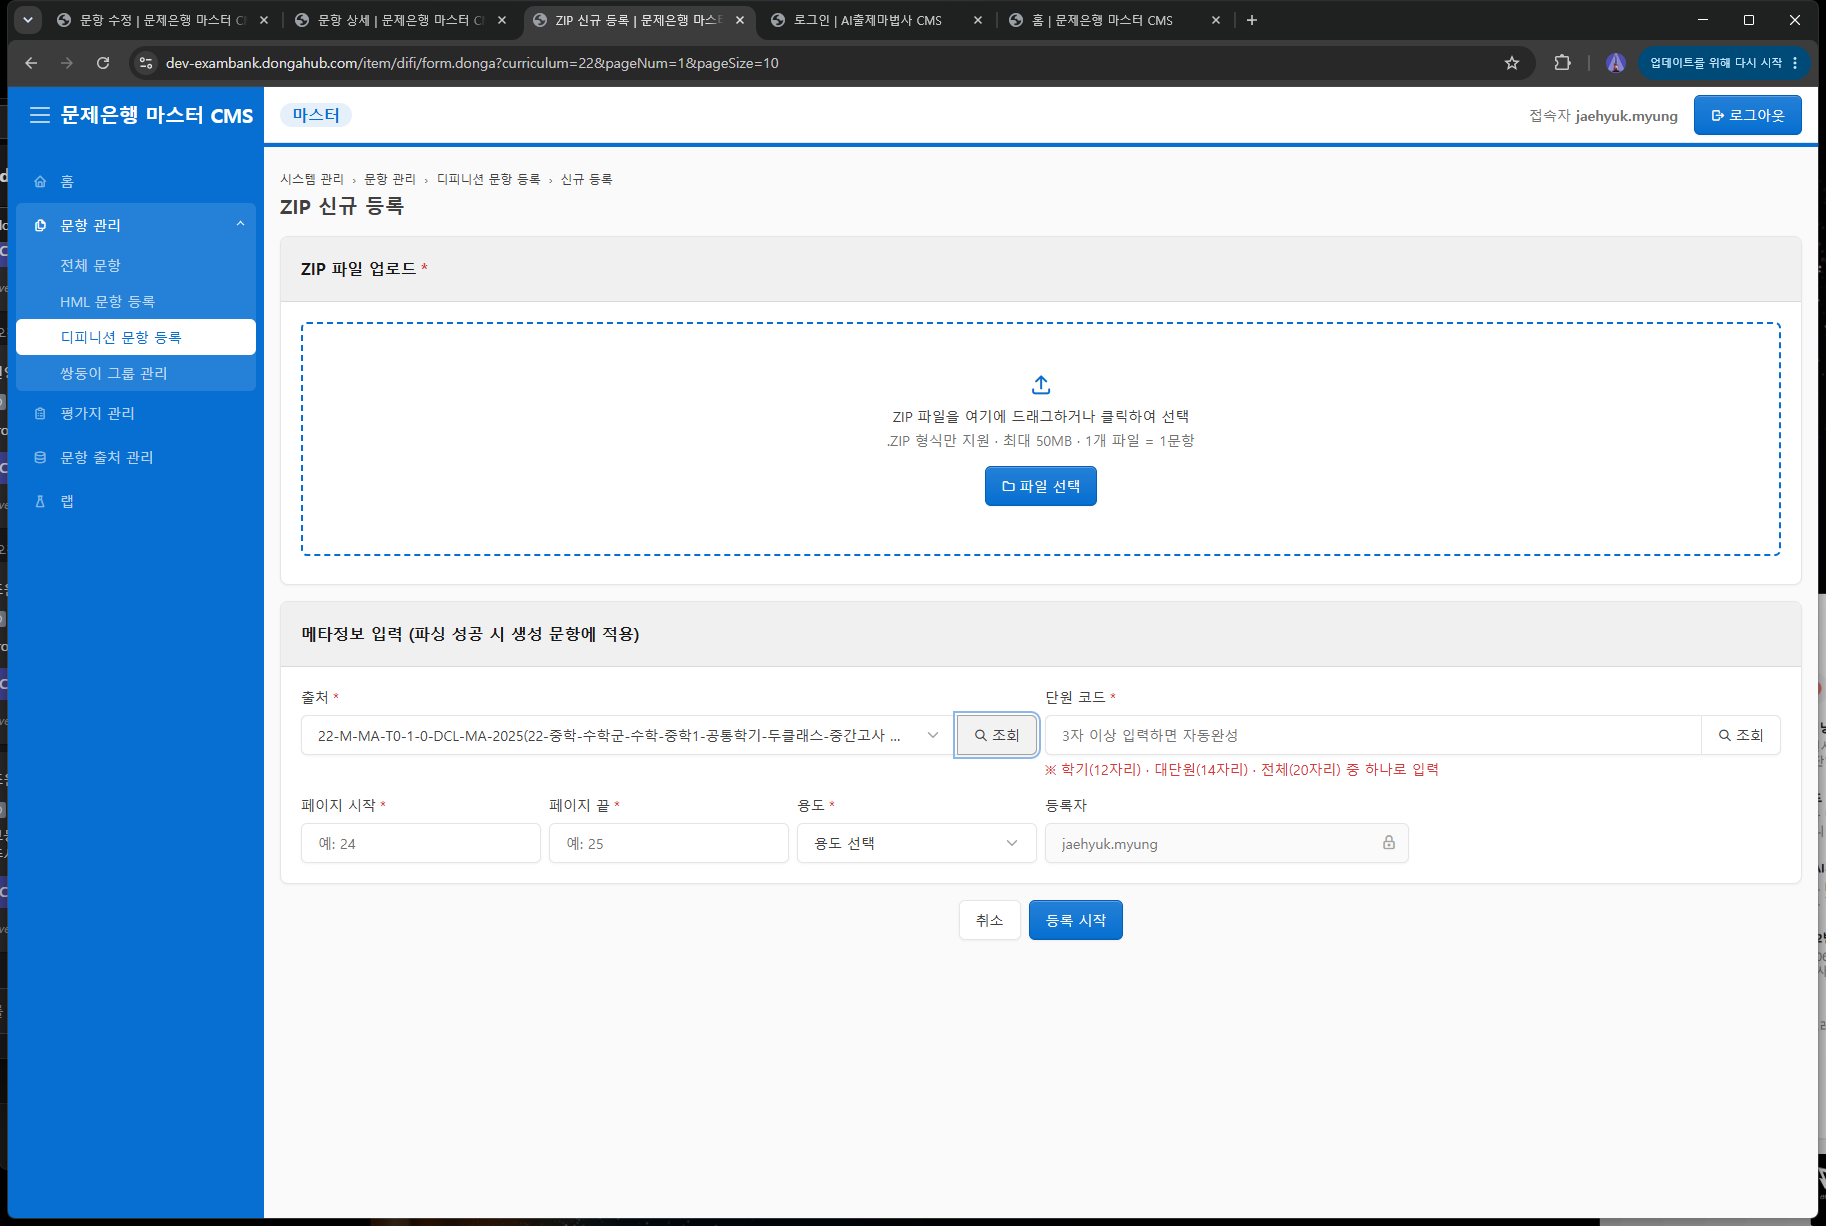 문항 수정 | 문제은행 마스터 C
문항 상세 | 문제은행 마스터 C
ZIP 신규 등록 | 문제은행 마스
로그인 | AI출제마법사 CMS
홈 | 문제은행 마스터 CMS
dev-exambank.dongahub.com/item/difi/form.donga?curriculum=22&pageNum=1&pageSize=10
업데이트를 위해 다시 시작
문제은행 마스터 CMS
마스터
접속자 jaehyuk.myung
로그아웃
홈
문항 관리
전체 문항
HML 문항 등록
디피니션 문항 등록
쌍둥이 그룹 관리
평가지 관리
문항 출처 관리
랩
시스템 관리 › 문항 관리 › 디피니션 문항 등록 › 신규 등록
ZIP 신규 등록
ZIP 파일 업로드 *
ZIP 파일을 여기에 드래그하거나 클릭하여 선택
.ZIP 형식만 지원 · 최대 50MB · 1개 파일 = 1문항
파일 선택
메타정보 입력 (파싱 성공 시 생성 문항에 적용)
출처 *
22-M-MA-T0-1-0-DCL-MA-2025(22-중학-수학군-수학-중학1-공통학기-두클래스-중간고사 ...
조회
단원 코드 *
3자 이상 입력하면 자동완성
조회
※ 학기(12자리) · 대단원(14자리) · 전체(20자리) 중 하나로 입력
페이지 시작 *
예: 24
페이지 끝 *
예: 25
용도 *
용도 선택
등록자
jaehyuk.myung
취소
등록 시작